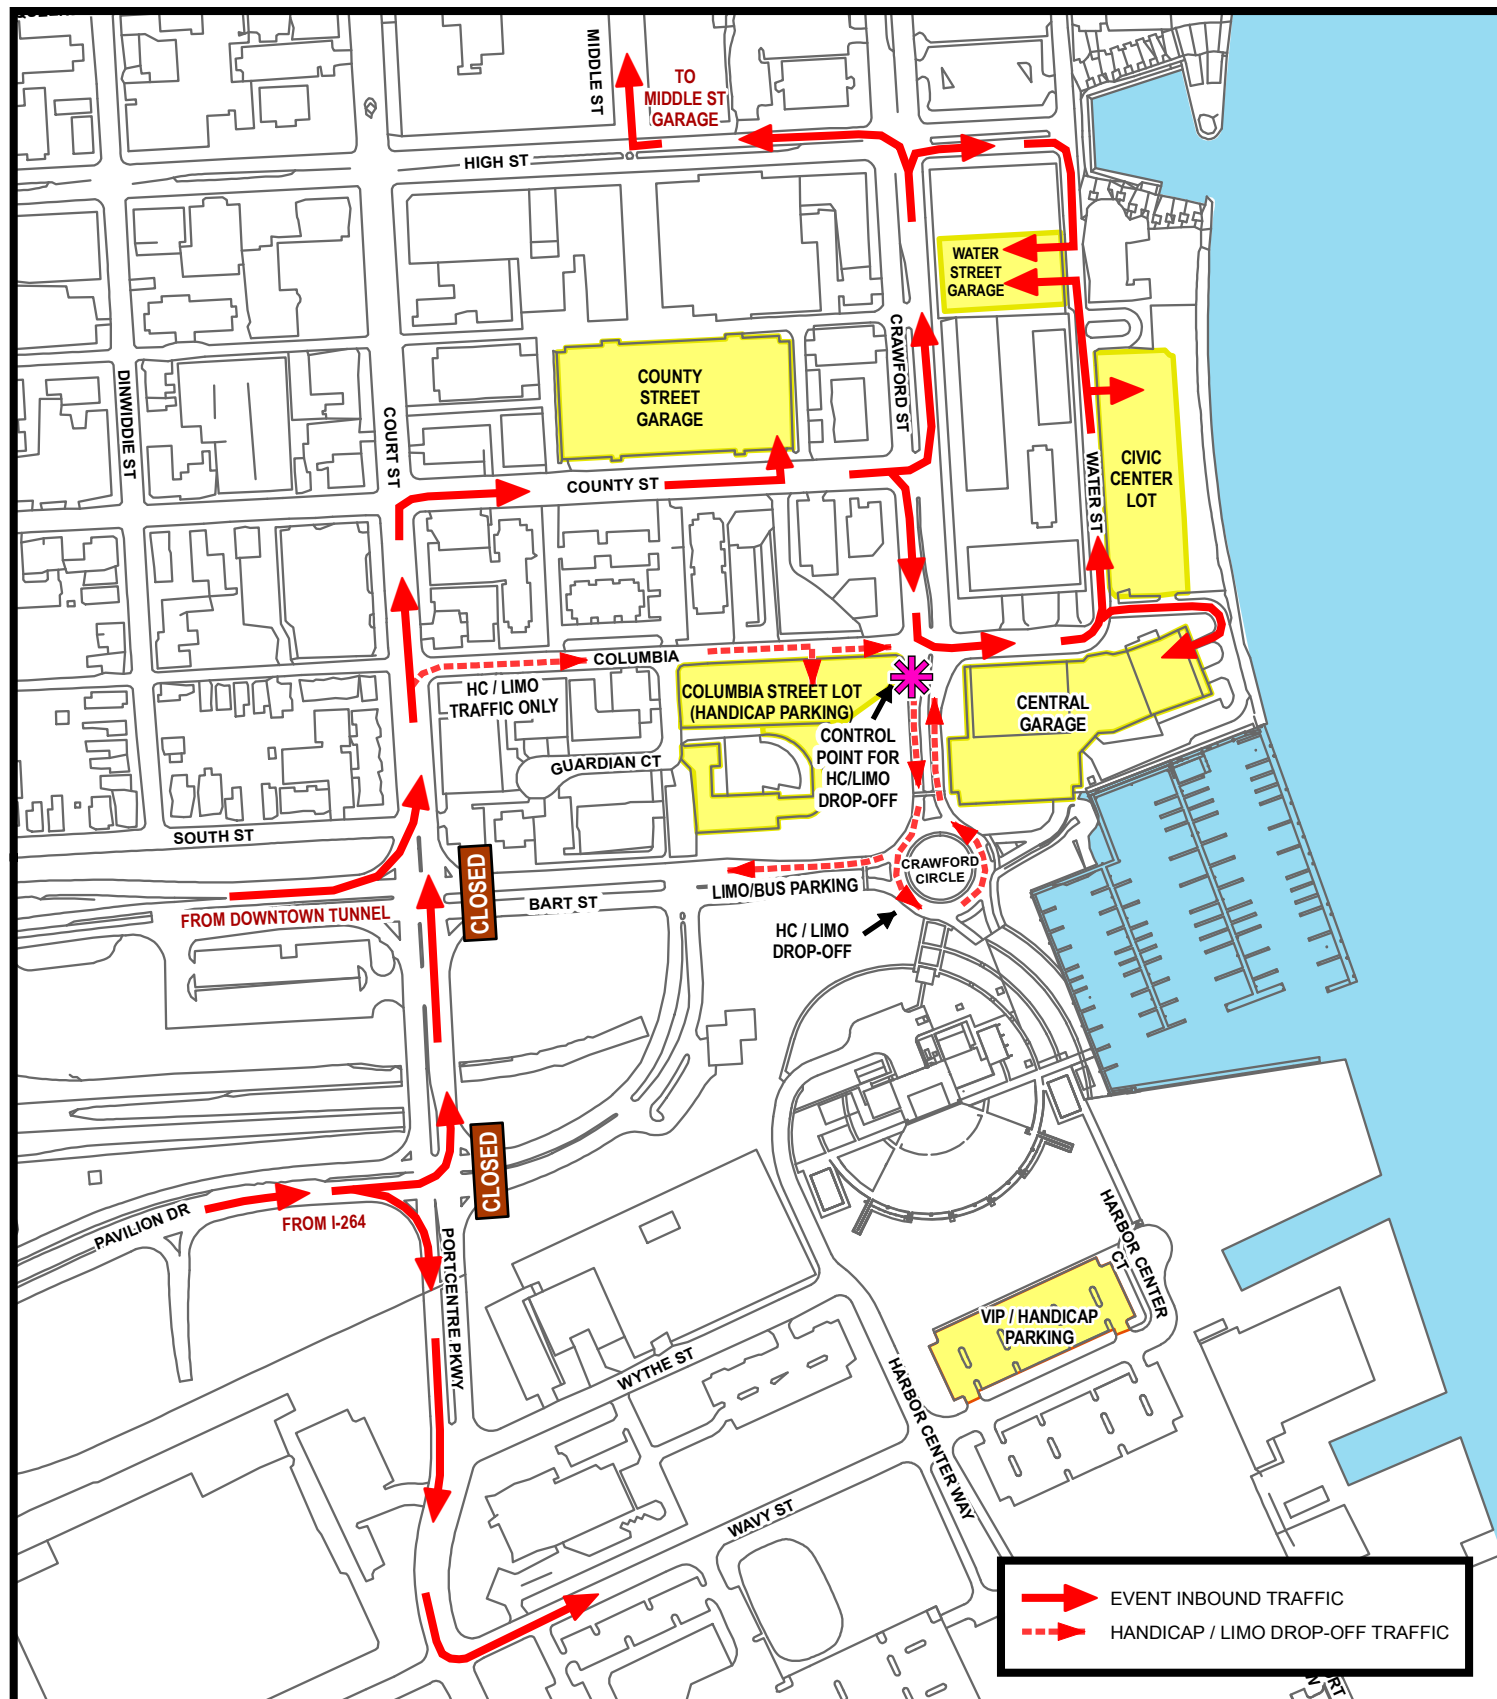 MIDDLE ST
TO
MIDDLE ST
GARAGE
HIGH ST
WATER
STREET
GARAGE
CRAWFORD ST
COUNTY
STREET
GARAGE
DINWIDDIE ST
COURT ST
COUNTY ST
WATER ST
CIVIC
CENTER
LOT
COLUMBIA
HC / LIMO
TRAFFIC ONLY
COLUMBIA STREET LOT
(HANDICAP PARKING)
CENTRAL
GARAGE
CONTROL
POINT FOR
HC/LIMO
DROP-OFF
GUARDIAN CT
SOUTH ST
CLOSED
CRAWFORD
CIRCLE
LIMO/BUS PARKING
BART ST
FROM DOWNTOWN TUNNEL
HC / LIMO
DROP-OFF
CLOSED
PAVILION DR
FROM I-264
PORTCENTRE PKWY
HARBOR CENTER
CT
VIP / HANDICAP
PARKING
WYTHE ST
HARBOR CENTER WAY
WAVY ST
EVENT INBOUND TRAFFIC
HANDICAP / LIMO DROP-OFF TRAFFIC